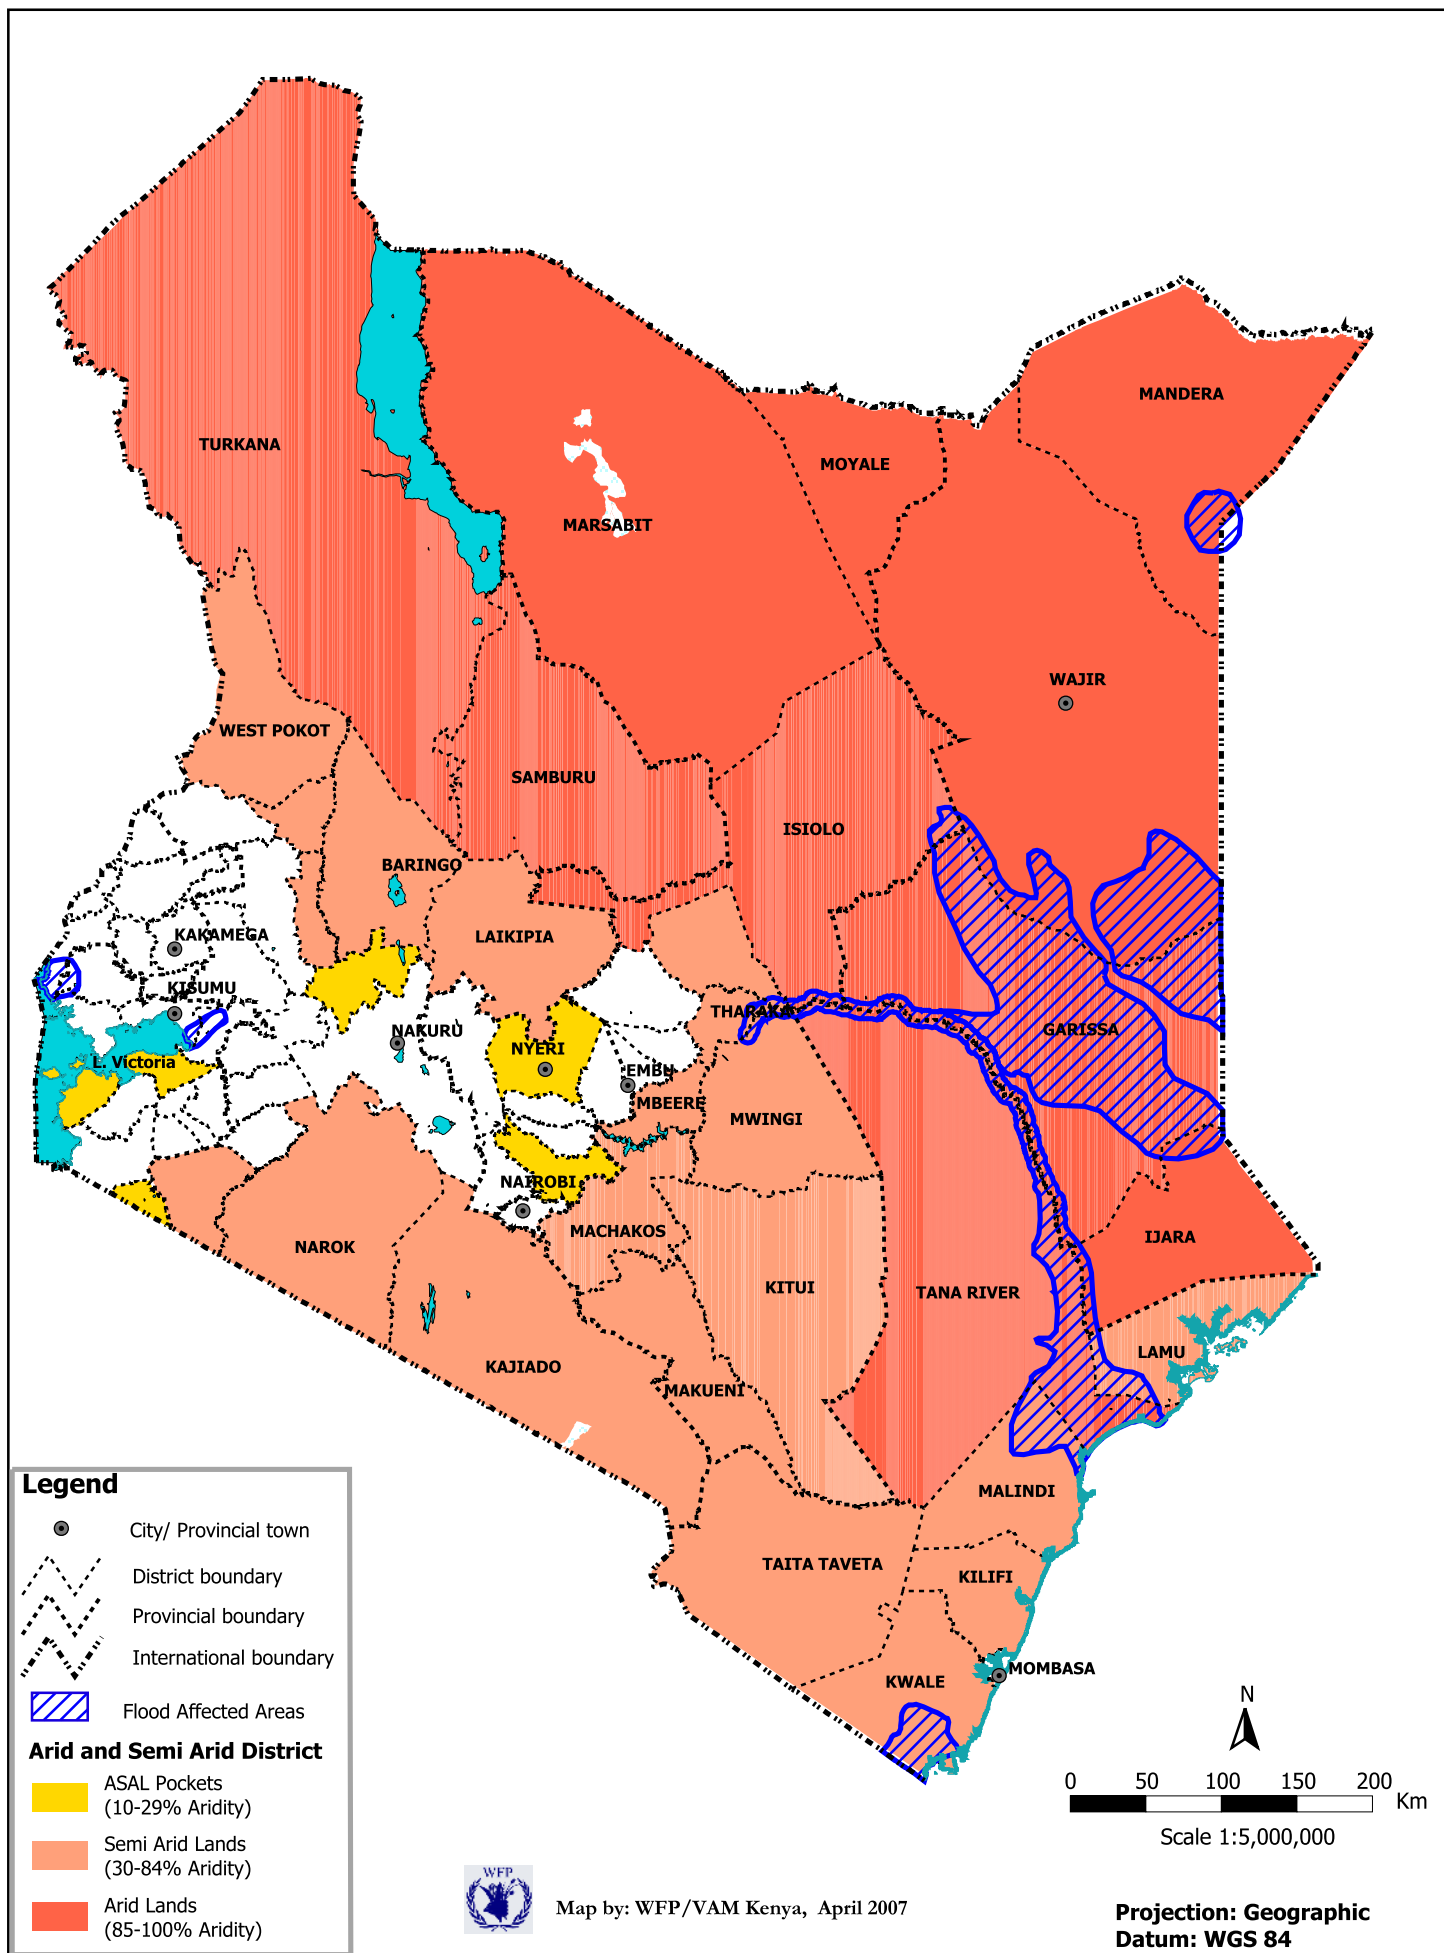 MANDERA
TURKANA
MOYALE
MARSABIT
WAJIR
WEST POKOT
SAMBURU
ISIOLO
BARINGO
KAKAMEGA
LAIKIPIA
KISUMU
THARAKA
NAKURU
GARISSA
NYERI
L. Victoria
EMBU
MBEERE
MWINGI
NAIROBI
MACHAKOS
IJARA
NAROK
KITUI
TANA RIVER
LAMU
KAJIADO
MAKUENI
MALINDI
TAITA TAVETA
KILIFI
MOMBASA
KWALE
Legend
City/ Provincial town
District boundary
Provincial boundary
International boundary
Flood Affected Areas
Arid and Semi Arid District
ASAL Pockets
(10-29% Aridity)
Semi Arid Lands
(30-84% Aridity)
Arid Lands
(85-100% Aridity)
N
0 50 100 150 200
Km
Scale 1:5,000,000
WFP
Map by: WFP/VAM Kenya, April 2007
Projection: Geographic
Datum: WGS 84